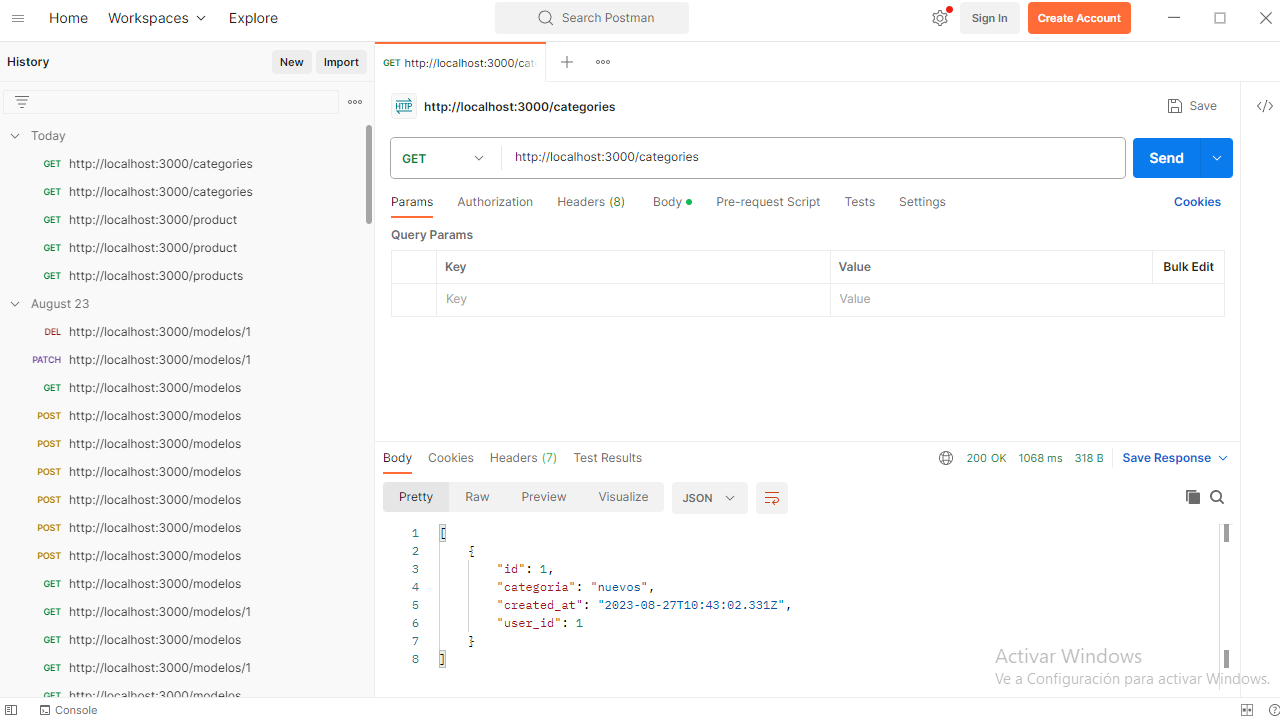 Home Workspaces Explore Search Postman Sign In Create Account
History New Import
GET http://localhost:3000/cate
http://localhost:3000/categories Save
Today
GET http://localhost:3000/categories
GET http://localhost:3000/categories
GET http://localhost:3000/product
GET http://localhost:3000/product
GET http://localhost:3000/products
August 23
DEL http://localhost:3000/modelos/1
PATCH http://localhost:3000/modelos/1
GET http://localhost:3000/modelos
POST http://localhost:3000/modelos
POST http://localhost:3000/modelos
POST http://localhost:3000/modelos
POST http://localhost:3000/modelos
POST http://localhost:3000/modelos
POST http://localhost:3000/modelos
GET http://localhost:3000/modelos
GET http://localhost:3000/modelos/1
GET http://localhost:3000/modelos
GET http://localhost:3000/modelos/1
GET http://localhost:3000/modelos
HTTP
GET http://localhost:3000/categories Send
Params Authorization Headers (8) Body Pre-request Script Tests Settings Cookies
Query Params
Key Value Bulk Edit
Key Value
Body Cookies Headers (7) Test Results 200 OK 1068 ms 318 B Save Response
Pretty Raw Preview Visualize JSON
1 [
2 {
3 "id": 1,
4 "categoria": "nuevos",
5 "created_at": "2023-08-27T10:43:02.331Z",
6 "user_id": 1
7 }
8 ]
Activar Windows
Ve a Configuración para activar Windows.
Console